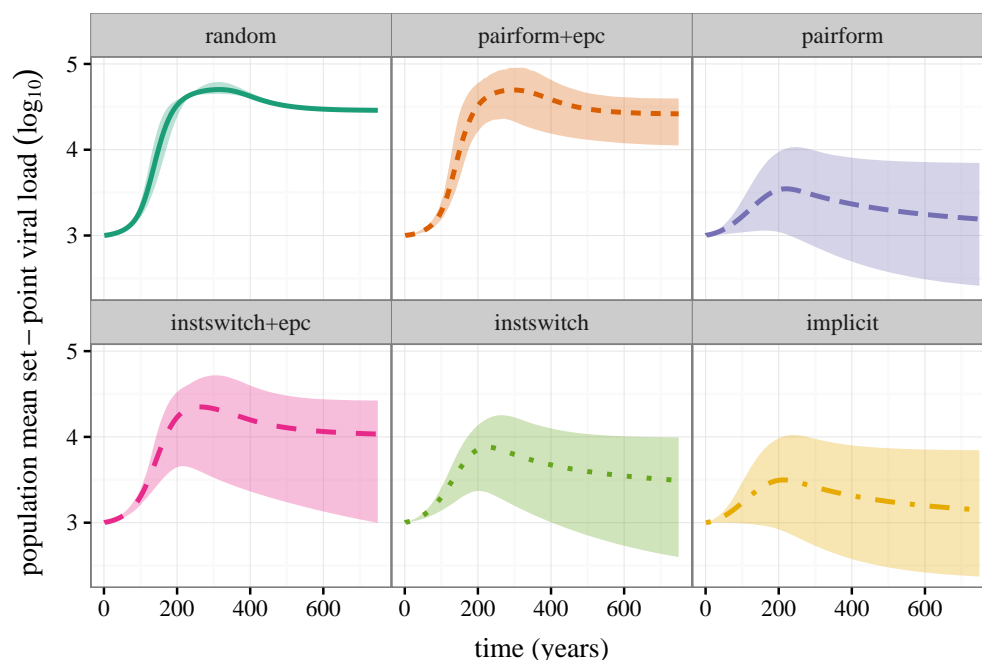 random
pairform+epc
pairform
5
4
3
instswitch+epc
instswitch
implicit
5
4
3
0 200 400 600
0 200 400 600
0 200 400 600
time (years)
population mean set−point viral load (log₁₀)